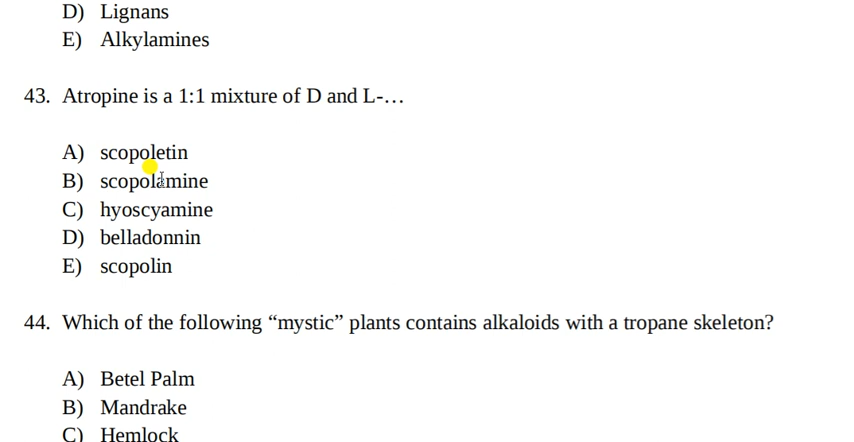 D) Lignans
E) Alkylamines
43. Atropine is a 1:1 mixture of D and L-…
A) scopoletin
B) scopolamine
C) hyoscyamine
D) belladonnin
E) scopolin
44. Which of the following “mystic” plants contains alkaloids with a tropane skeleton?
A) Betel Palm
B) Mandrake
C) Hemlock